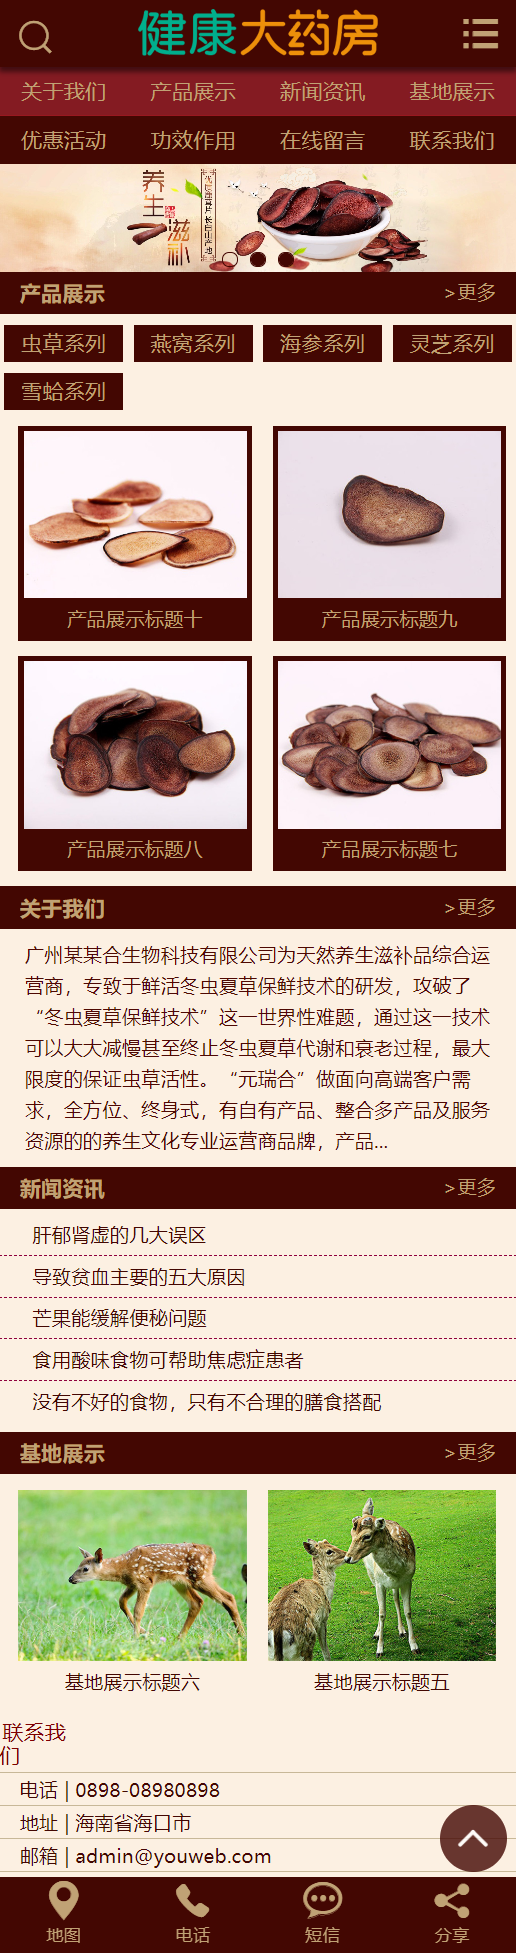 健康大药房
关于我们 产品展示 新闻资讯 基地展示
优惠活动 功效作用 在线留言 联系我们
养生
滋补
产品展示 >更多
虫草系列 燕窝系列 海参系列 灵芝系列
雪蛤系列
产品展示标题十 产品展示标题九
产品展示标题八 产品展示标题七
关于我们 >更多
广州某某合生物科技有限公司为天然养生滋补品综合运
营商，专致于鲜活冬虫夏草保鲜技术的研发，攻破了
“冬虫夏草保鲜技术”这一世界性难题，通过这一技术
可以大大减慢甚至终止冬虫夏草代谢和衰老过程，最大
限度的保证虫草活性。“元瑞合”做面向高端客户需
求，全方位、终身式，有自有产品、整合多产品及服务
资源的的养生文化专业运营商品牌，产品...
新闻资讯 >更多
肝郁肾虚的几大误区
导致贫血主要的五大原因
芒果能缓解便秘问题
食用酸味食物可帮助焦虑症患者
没有不好的食物，只有不合理的膳食搭配
基地展示 >更多
基地展示标题六 基地展示标题五
联系我
们
电话 | 0898-08980898
地址 | 海南省海口市
邮箱 | admin@youweb.com
地图 电话 短信 分享